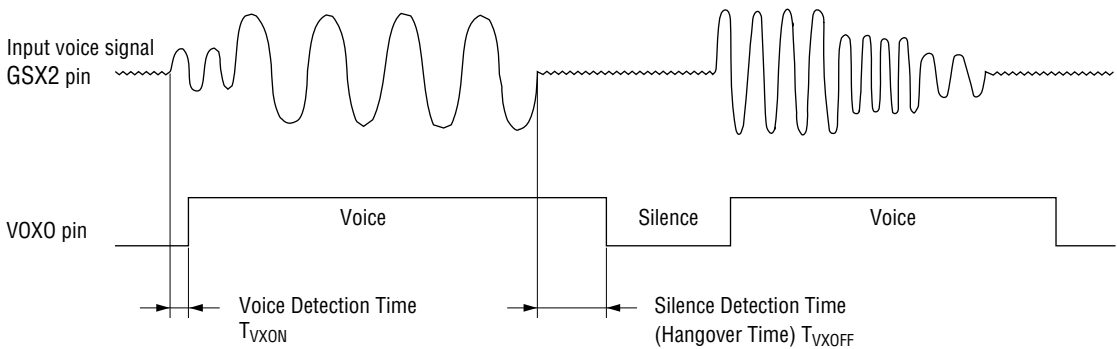 Input voice signal
GSX2 pin
VOXO pin
Voice
Silence
Voice
Voice Detection Time
TVXON
Silence Detection Time
(Hangover Time) TVXOFF